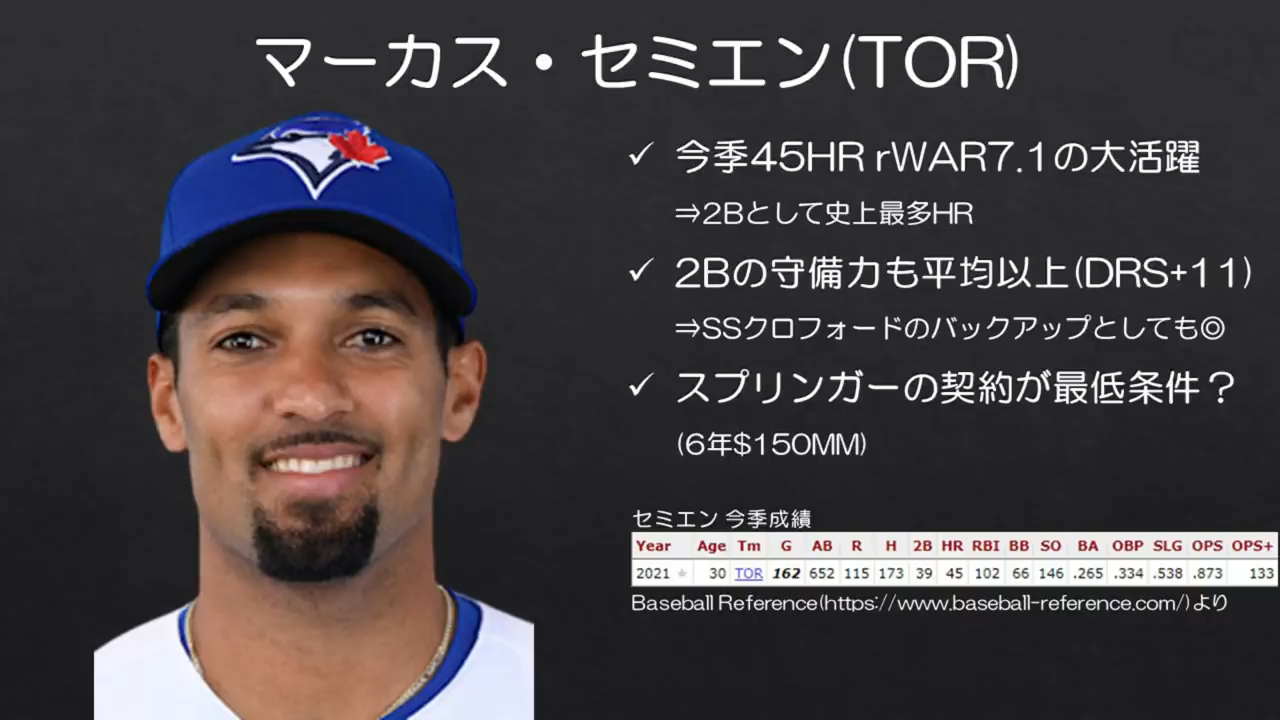 マーカス・セミエン(TOR)
✓ 今季45HR rWAR7.1の大活躍
⇒2Bとして史上最多HR
✓ 2Bの守備力も平均以上(DRS+11)
⇒SSクロフォードのバックアップとしても◎
✓ スプリンガーの契約が最低条件？
(6年$150MM)
セミエン 今季成績
Year Age Tm G AB R H 2B HR RBI BB SO BA OBP SLG OPS OPS+
2021 ★ 30 TOR 162 652 115 173 39 45 102 66 146 .265 .334 .538 .873 133
Baseball Reference(https://www.baseball-reference.com/)より